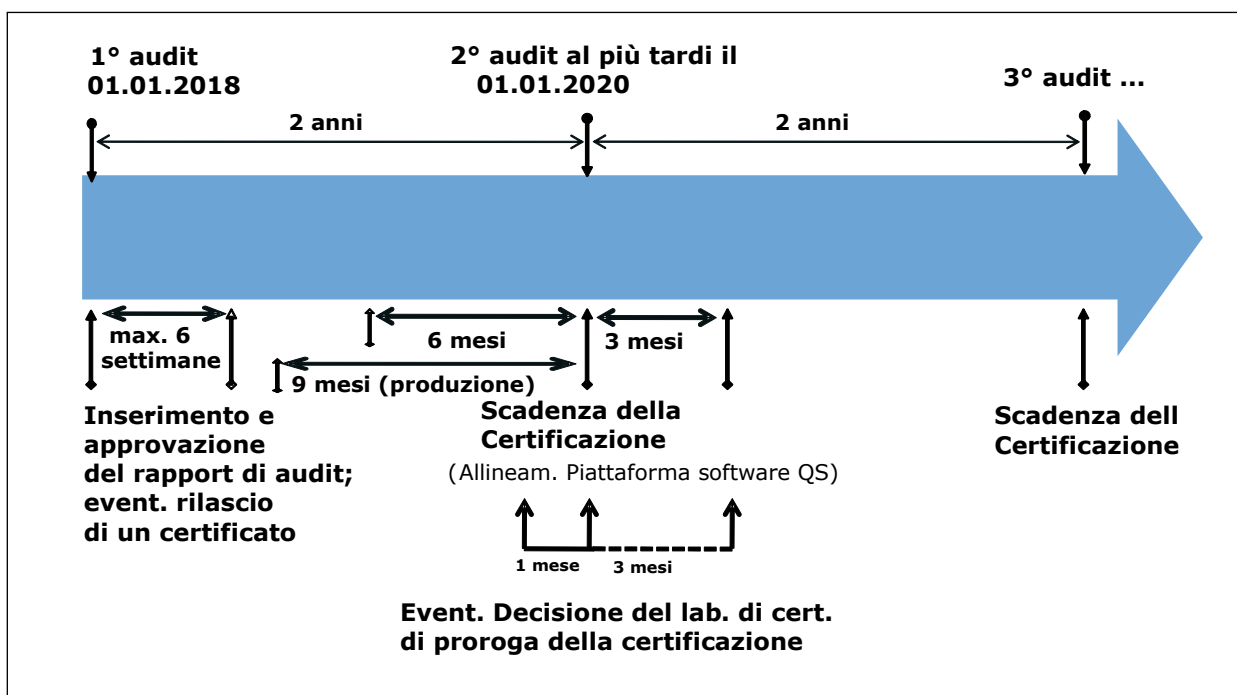 1° audit
01.01.2018
2° audit al più tardi il
01.01.2020
3° audit ...
2 anni
2 anni
max. 6
settimane
6 mesi
3 mesi
9 mesi (produzione)
Inserimento e
approvazione
del rapport di audit;
event. rilascio
di un certificato
Scadenza della
Certificazione
(Allineam. Piattaforma software QS)
Scadenza dell
Certificazione
1 mese
3 mesi
Event. Decisione del lab. di cert.
di proroga della certificazione